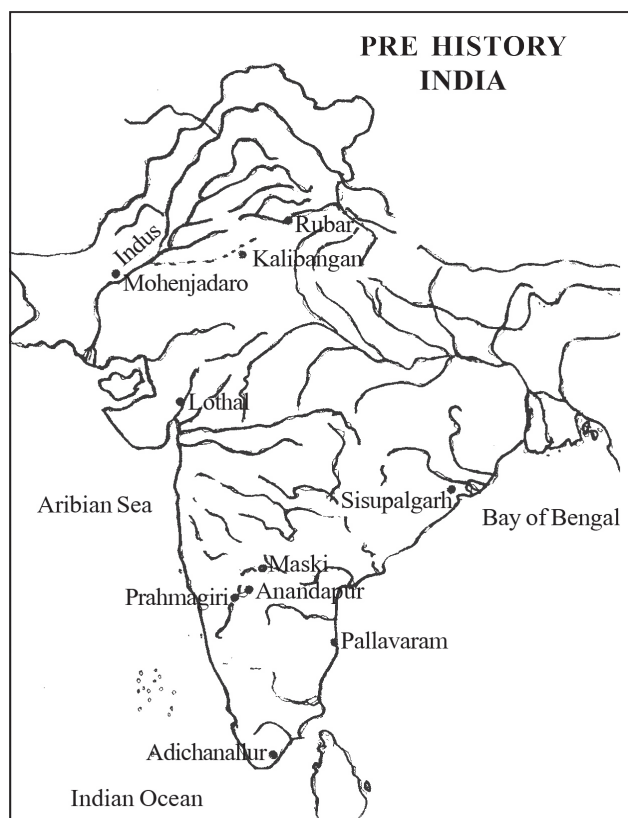 PRE HISTORY
INDIA
Rubar
Indus
Kalibangan
Mohenjadaro
Lothal
Sisupalgarh
Aribian Sea
Bay of Bengal
Maski
Anandapur
Prahmagiri
Pallavaram
Adichanallur
Indian Ocean